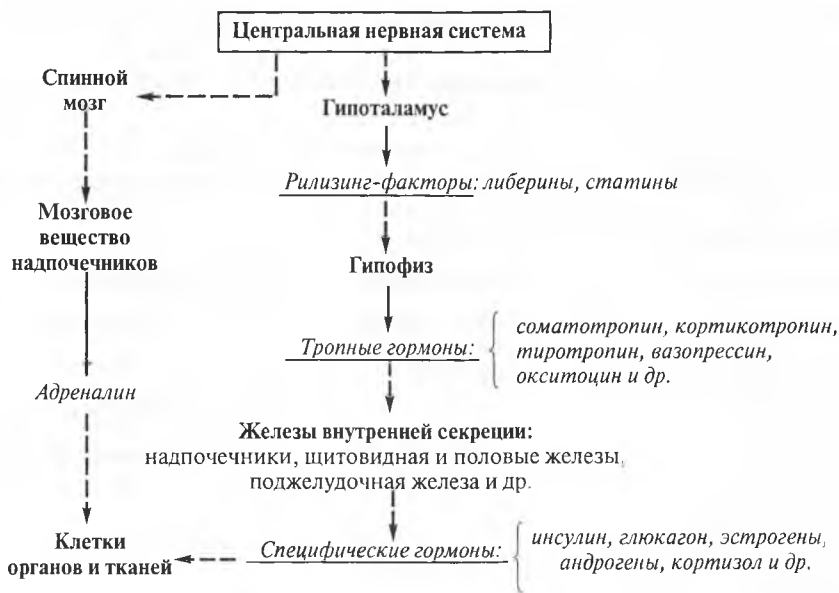 Центральная нервная система
Спинной
мозг
Гипоталамус
Рилизинг-факторы: либерины, статины
Мозговое
вещество
надпочечников
Гипофиз
Тропные гормоны:
соматотропин, кортикотропин,
тиротропин, вазопрессин,
окситоцин и др.
Адреналин
Железы внутренней секреции:
надпочечники, щитовидная и половые железы,
поджелудочная железа и др.
Клетки
органов и тканей
Специфические гормоны:
инсулин, глюкагон, эстрогены,
андрогены, кортизол и др.